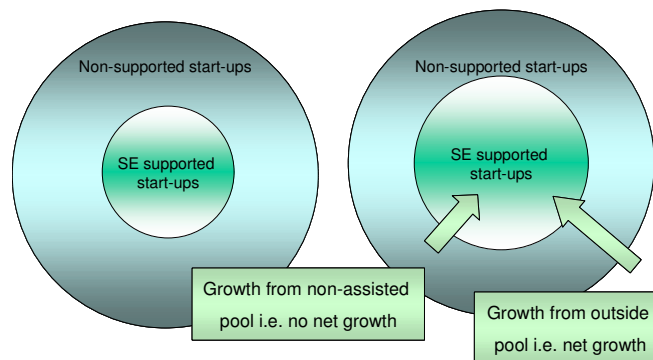 Non-supported start-ups
SE supported
start-ups
Non-supported start-ups
SE supported
start-ups
Growth from non-assisted
pool i.e. no net growth
Growth from outside
pool i.e. net growth